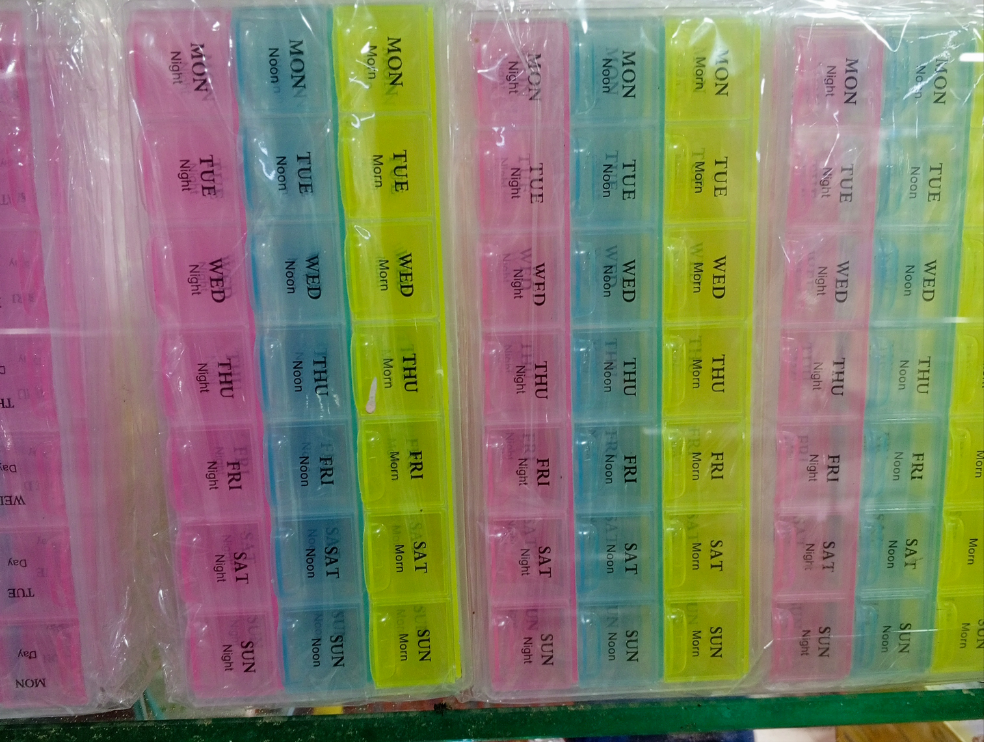 Morn Morn Morn
MON TUE WED THU FRI SAT SUN
Noon Noon Noon Noon Noon Noon Noon
MON TUE WED THU FRI SAT SUN
Night Night Night Night Night Night Night
MON TUE WED THU FRI SAT SUN
Morn Morn Morn Morn Morn Morn Morn
MON TUE WED THU FRI SAT SUN
Noon Noon Noon Noon Noon Noon Noon
MON TUE WED THU FRI SAT SUN
Night Night Night Night Night Night Night
MON TUE WED THU FRI SAT SUN
Morn Morn Morn Morn Morn Morn Morn
MON TUE WED THU FRI SAT SUN
Noon Noon Noon Noon Noon Noon Noon
MON TUE WED THU FRI SAT SUN
Night Night Night Night Night Night Night
MON
Day
TUE
Day
WED
Day